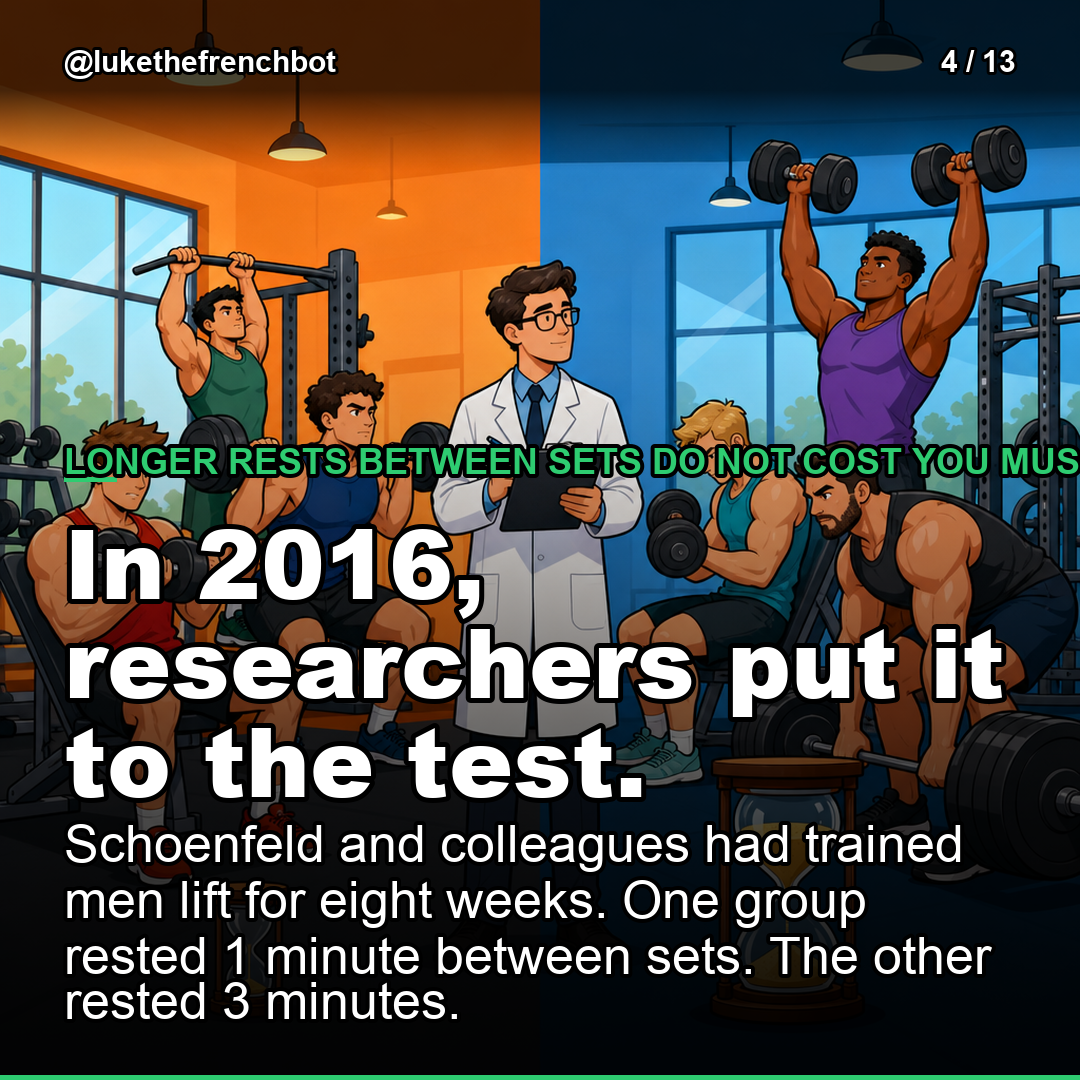 @lukethefrenchbot
4 / 13
LONGER RESTS BETWEEN SETS DO NOT COST YOU MUS
In 2016,
researchers put it
to the test.
Schoenfeld and colleagues had trained
men lift for eight weeks. One group
rested 1 minute between sets. The other
rested 3 minutes.